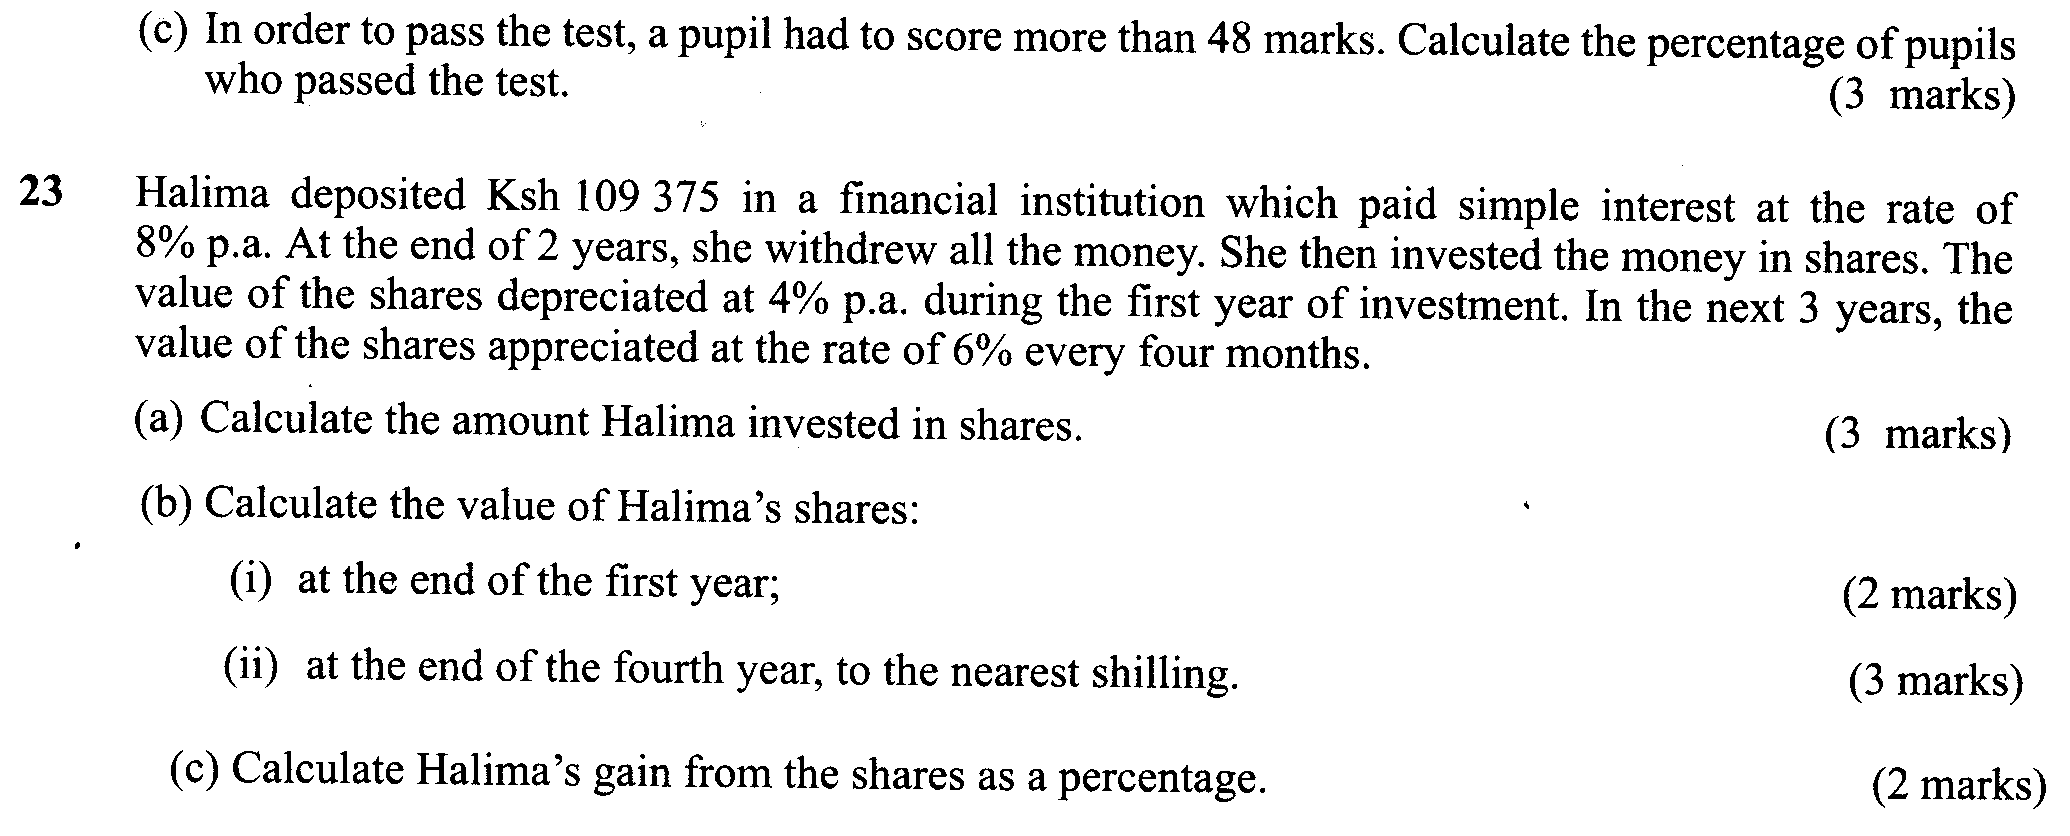 (c) In order to pass the test, a pupil had to score more than 48 marks. Calculate the percentage of pupils
who passed the test. (3 marks)
23 Halima deposited Ksh 109 375 in a financial institution which paid simple interest at the rate of
8% p.a. At the end of 2 years, she withdrew all the money. She then invested the money in shares. The
value of the shares depreciated at 4% p.a. during the first year of investment. In the next 3 years, the
value of the shares appreciated at the rate of 6% every four months.
(a) Calculate the amount Halima invested in shares. (3 marks)
(b) Calculate the value of Halima's shares:
(i) at the end of the first year; (2 marks)
(ii) at the end of the fourth year, to the nearest shilling. (3 marks)
(c) Calculate Halima's gain from the shares as a percentage. (2 marks)